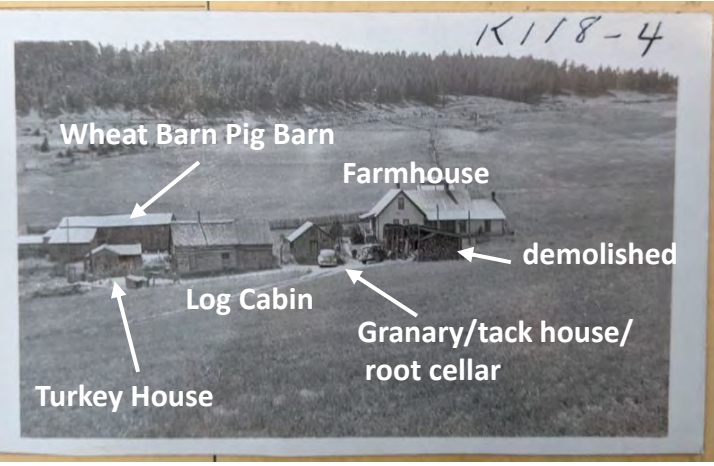 K118-4
Wheat Barn Pig Barn
Farmhouse
demolished
Log Cabin
Granary/tack house/
root cellar
Turkey House